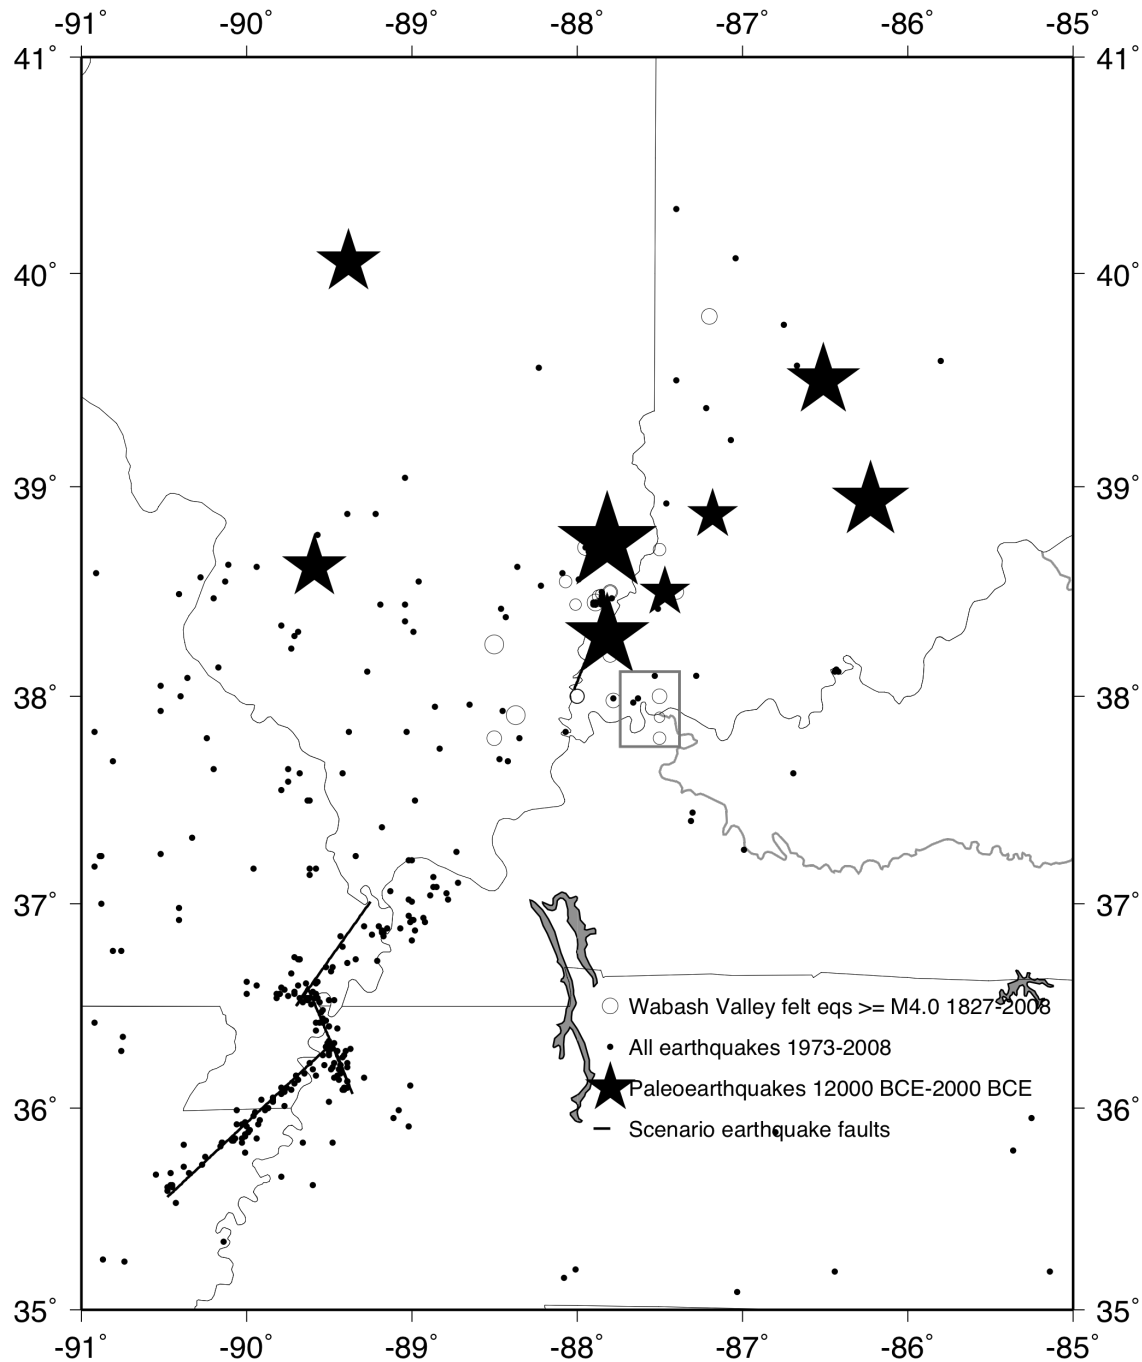 -91° -90° -89° -88° -87° -86° -85°
41° 41°
40° 40°
39° 39°
38° 38°
37° 37°
Wabash Valley felt eqs >= M4.0 1827-2008
All earthquakes 1973-2008
Paleoearthquakes 12000 BCE-2000 BCE
36° 36°
Scenario earthquake faults
35° 35°
-91° -90° -89° -88° -87° -86° -85°